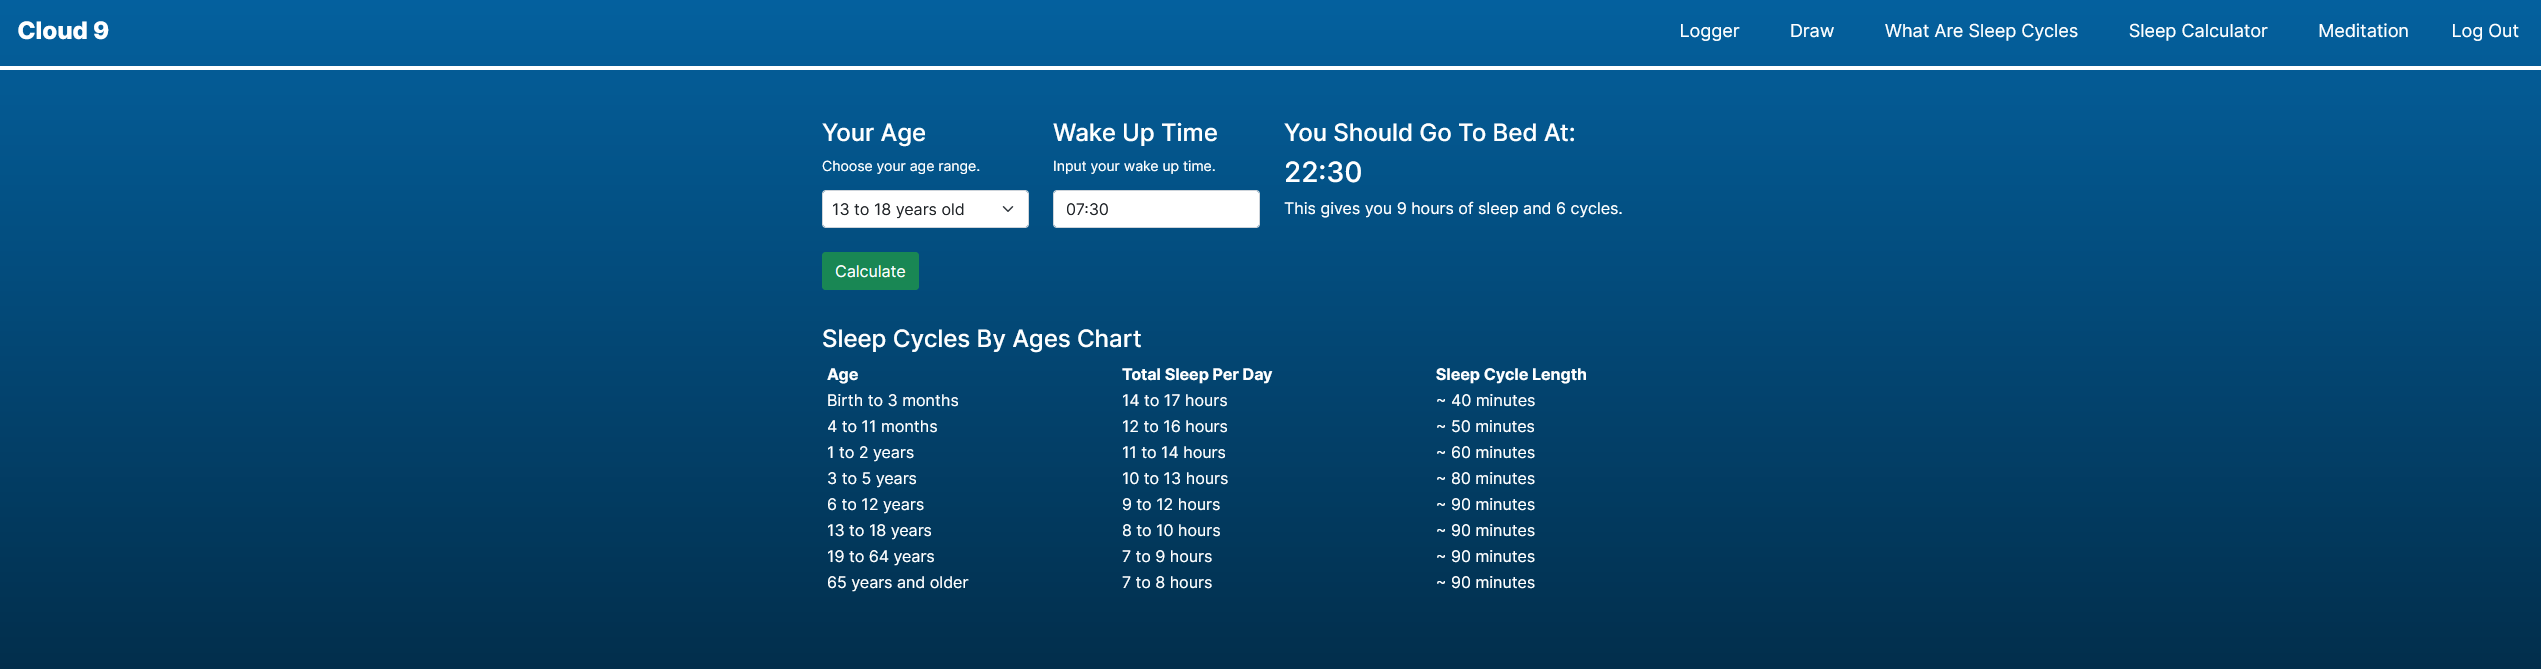 Cloud 9
Logger Draw What Are Sleep Cycles Sleep Calculator Meditation Log Out
Your Age
Choose your age range.
13 to 18 years old
Wake Up Time
Input your wake up time.
07:30
You Should Go To Bed At:
22:30
This gives you 9 hours of sleep and 6 cycles.
Calculate
Sleep Cycles By Ages Chart
Age Total Sleep Per Day Sleep Cycle Length
Birth to 3 months 14 to 17 hours ~ 40 minutes
4 to 11 months 12 to 16 hours ~ 50 minutes
1 to 2 years 11 to 14 hours ~ 60 minutes
3 to 5 years 10 to 13 hours ~ 80 minutes
6 to 12 years 9 to 12 hours ~ 90 minutes
13 to 18 years 8 to 10 hours ~ 90 minutes
19 to 64 years 7 to 9 hours ~ 90 minutes
65 years and older 7 to 8 hours ~ 90 minutes